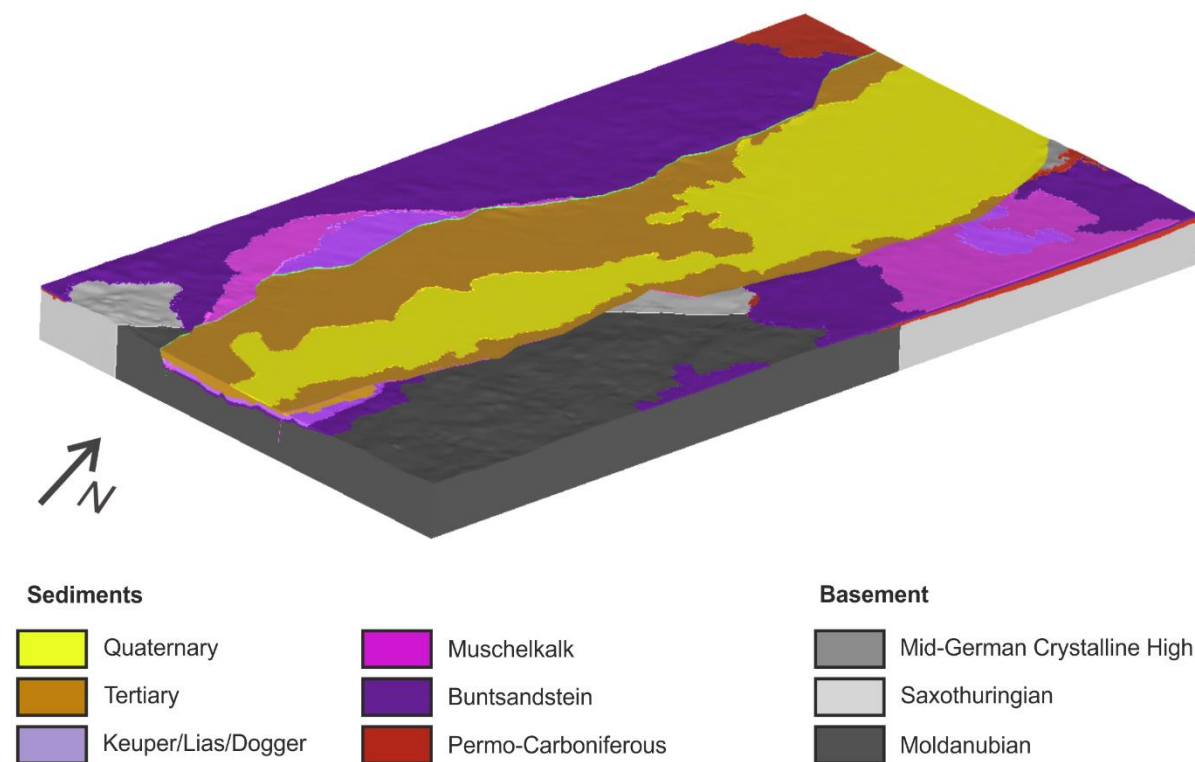 N
Sediments
Basement
Quaternary
Muschelkalk
Mid-German Crystalline High
Tertiary
Buntsandstein
Saxothuringian
Keuper/Lias/Dogger
Permo-Carboniferous
Moldanubian